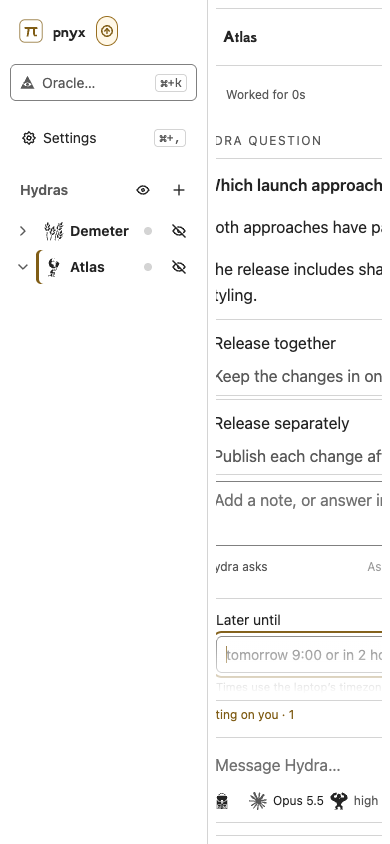 pnyx
Oracle...
⌘+k
Settings
⌘+,
Hydras
Demeter
Atlas
Atlas
Worked for 0s
DRA QUESTION
Which launch approach
oth approaches have pa
he release includes sha
tyling.
Release together
Keep the changes in on
Release separately
Publish each change af
Add a note, or answer i
ydra asks
As
Later until
tomorrow 9:00 or in 2 ho
Times use the laptop's timezon
ting on you · 1
Message Hydra...
Opus 5.5
high